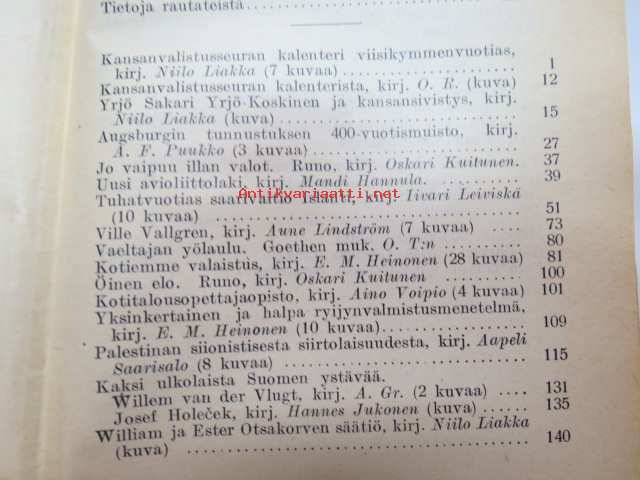 Tietoja rautateistä
Kansanvalistusseuran kalenteri viisikymmenvuotias,
kirj. Niilo Liakka (7 kuvaa) 1
Kansanvalistusseuran kalenterista, kirj. O. R. (kuva) 12
Yrjö Sakari Yrjö-Koskinen ja kansansivistys, kirj.
Niilo Liakka (kuva) 15
Augsburgin tunnustuksen 400-vuotismuisto, kirj.
A. F. Puukko (3 kuvaa) 27
Jo vaipuu illan valot. Runo, kirj. Oskari Kuitunen. 37
Uusi avioliittolaki, kirj. Mandi Hannula. 39
Antikvariaatti.net
Tuhatvuotias saarivaltio Islanti, kirj. Iivari Leiviskä
(10 kuvaa) 51
Ville Vallgren, kirj. Aune Lindström (7 kuvaa) 73
Vaeltajan yölaulu. Goethen muk. O. T:n 80
Kotiemme valaistus, kirj. E. M. Heinonen (28 kuvaa) 81
Öinen elo. Runo, kirj. Oskari Kuitunen 100
Kotitalousopettajaopisto, kirj. Aino Voipio (4 kuvaa) 101
Yksinkertainen ja halpa ryijynvalmistusmenetelmä,
kirj. E. M. Heinonen (10 kuvaa) 109
Palestinan siionistisesta siirtolaisuudesta, kirj. Aapeli
Saarisalo (8 kuvaa) 115
Kaksi ulkolaista Suomen ystävää.
Willem van der Vlugt, kirj. A. Gr. (2 kuvaa) 131
Josef Holeček, kirj. Hannes Jukonen (kuva) 135
William ja Ester Otsakorven säätiö, kirj. Niilo Liakka
(kuva) 140